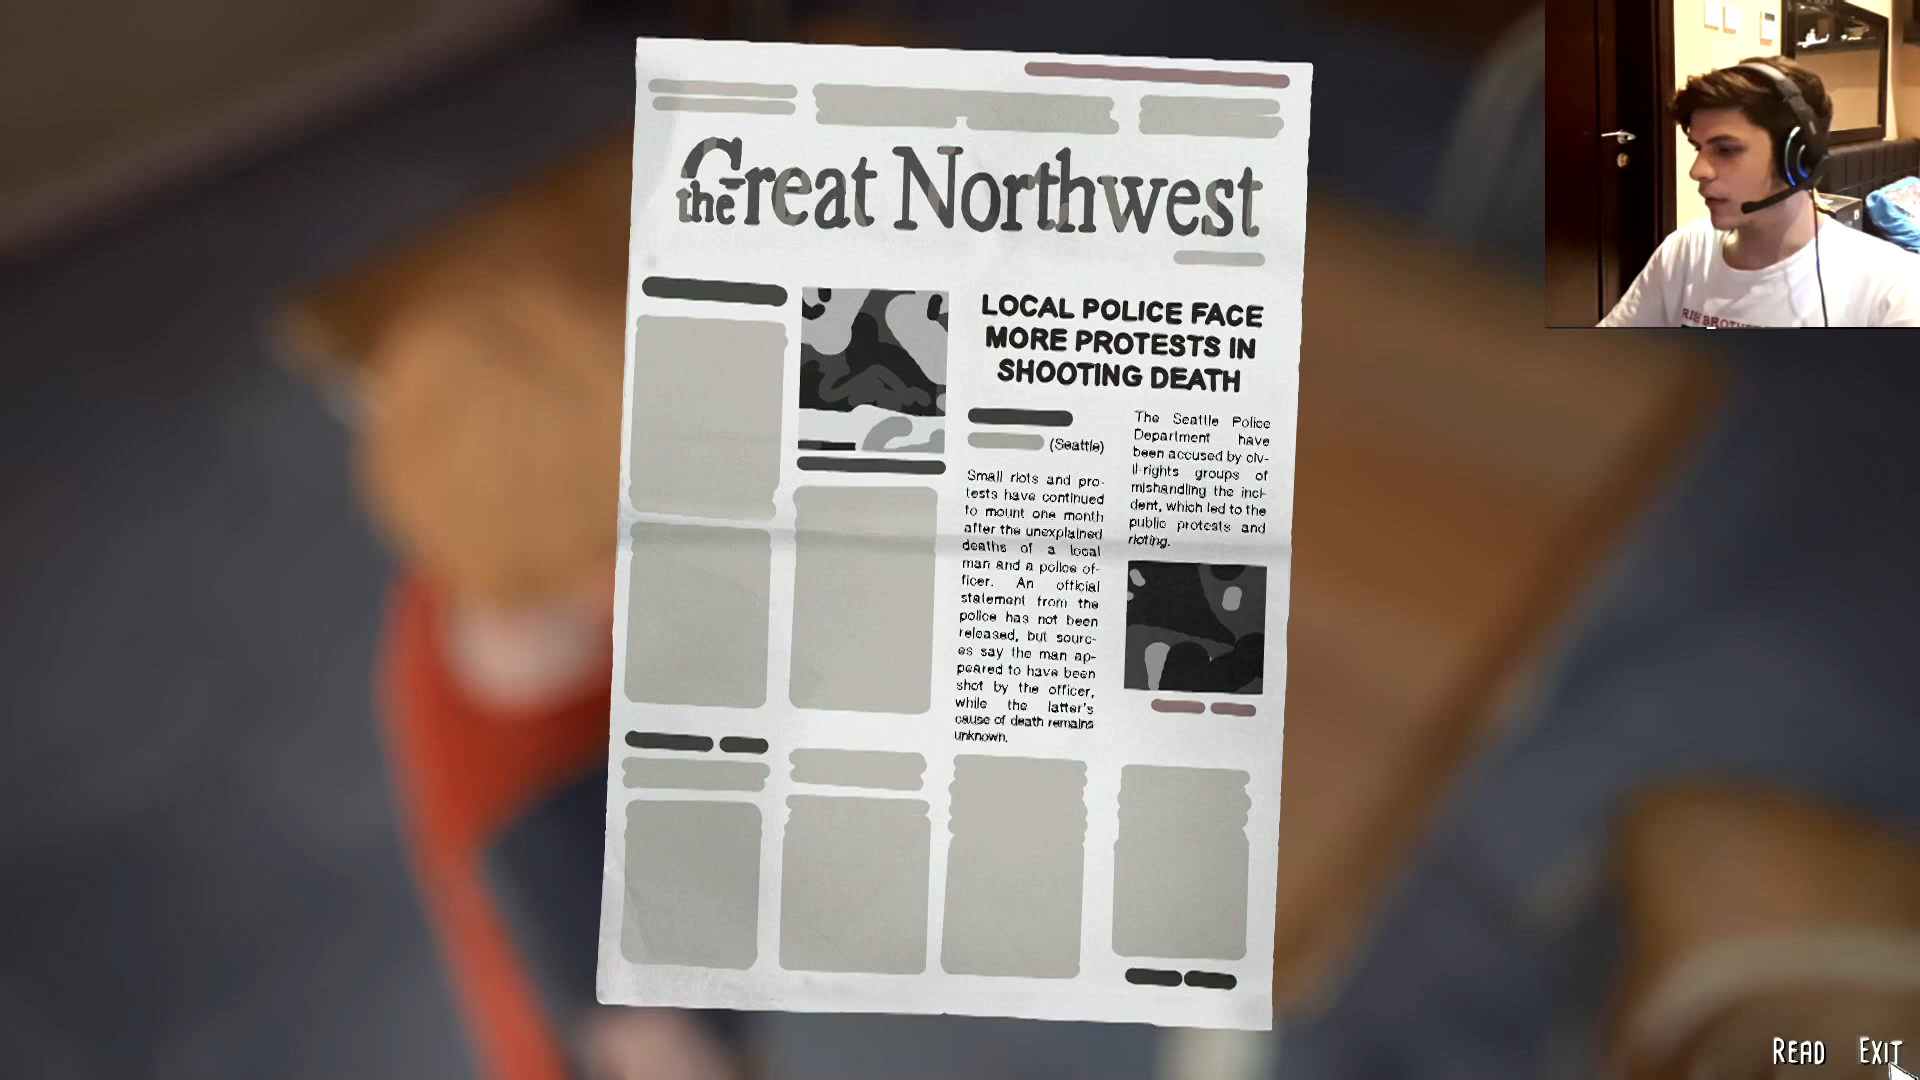 the Great Northwest
LOCAL POLICE FACE
MORE PROTESTS IN
SHOOTING DEATH
(Seattle)
Small riots and pro-
tests have continued
to mount one month
after the unexplained
deaths of a local
man and a police of-
ficer. An official
statement from the
police has not been
released, but sourc-
es say the man ap-
peared to have been
shot by the officer,
while the latter's
cause of death remains
unknown.
The Seattle Police
Department have
been accused by civ-
il-rights groups of
mishandling the inci-
dent, which led to the
public protests and
rioting.
READ EXIT